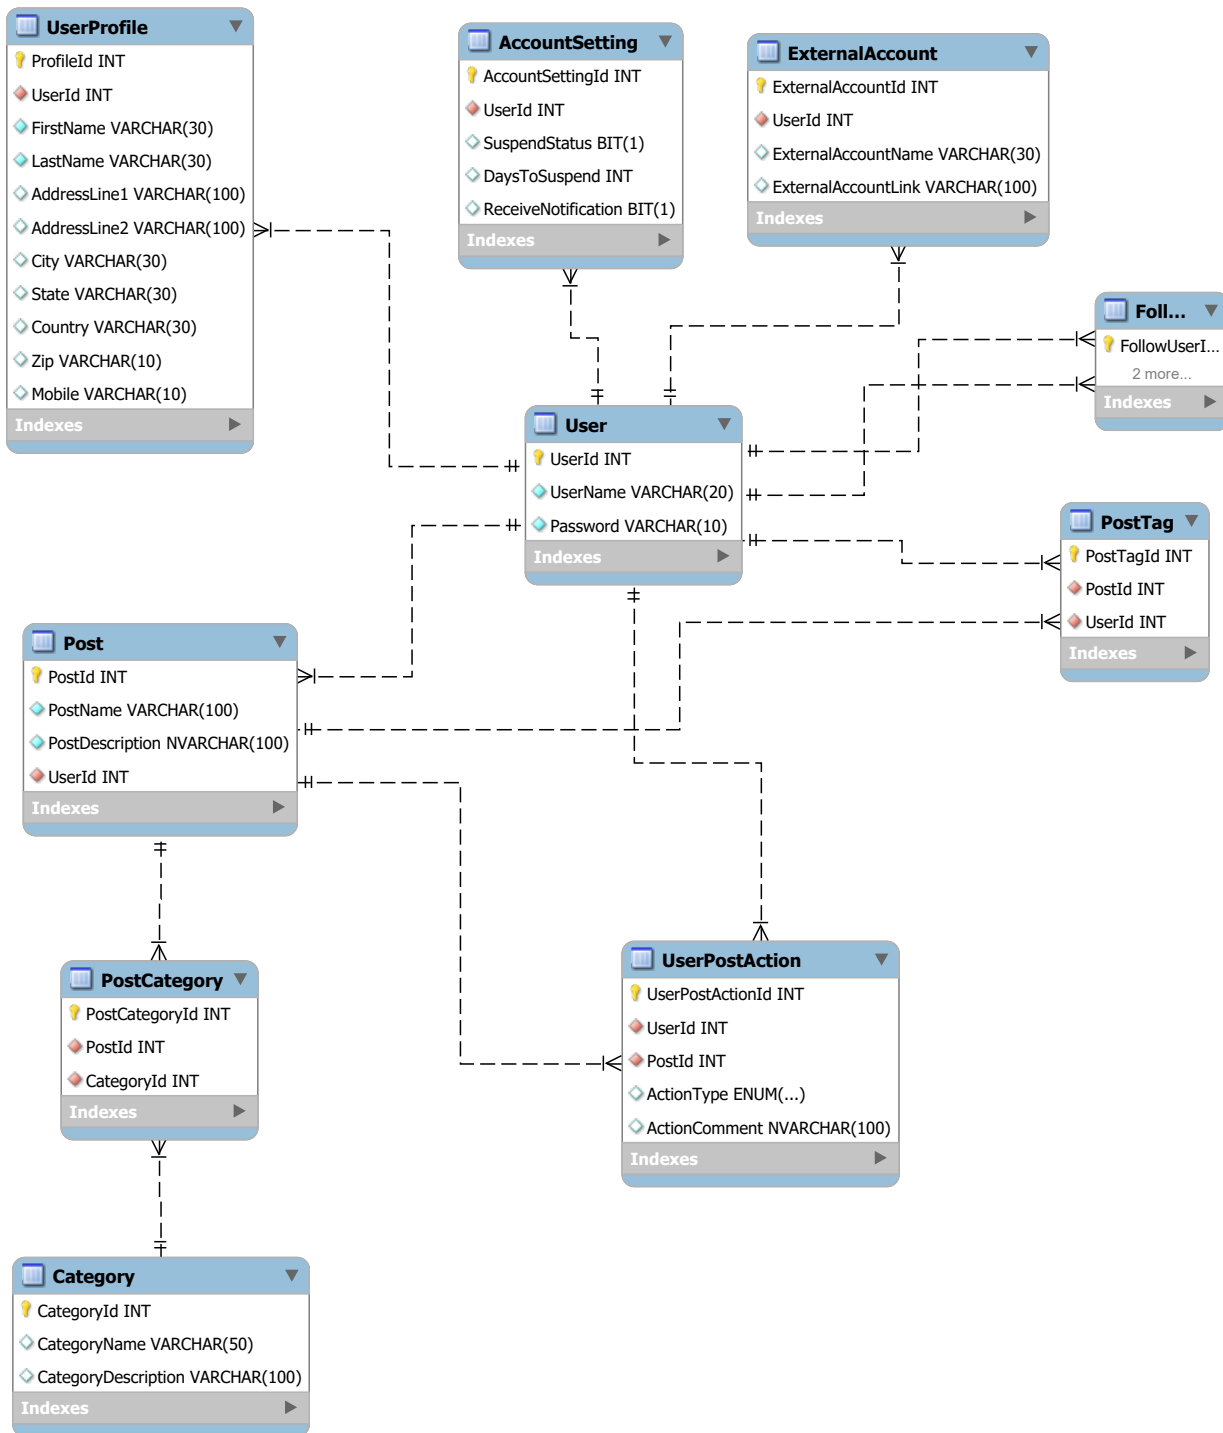 UserProfile
ProfileId INT
UserId INT
FirstName VARCHAR(30)
LastName VARCHAR(30)
AddressLine1 VARCHAR(100)
AddressLine2 VARCHAR(100)
City VARCHAR(30)
State VARCHAR(30)
Country VARCHAR(30)
Zip VARCHAR(10)
Mobile VARCHAR(10)
Indexes
AccountSetting
AccountSettingId INT
UserId INT
SuspendStatus BIT(1)
DaysToSuspend INT
ReceiveNotification BIT(1)
Indexes
ExternalAccount
ExternalAccountId INT
UserId INT
ExternalAccountName VARCHAR(30)
ExternalAccountLink VARCHAR(100)
Indexes
Foll...
FollowUserI...
2 more...
Indexes
User
UserId INT
UserName VARCHAR(20)
Password VARCHAR(10)
Indexes
PostTag
PostTagId INT
PostId INT
UserId INT
Indexes
Post
PostId INT
PostName VARCHAR(100)
PostDescription NVARCHAR(100)
UserId INT
Indexes
PostCategory
PostCategoryId INT
PostId INT
CategoryId INT
Indexes
UserPostAction
UserPostActionId INT
UserId INT
PostId INT
ActionType ENUM(...)
ActionComment NVARCHAR(100)
Indexes
Category
CategoryId INT
CategoryName VARCHAR(50)
CategoryDescription VARCHAR(100)
Indexes